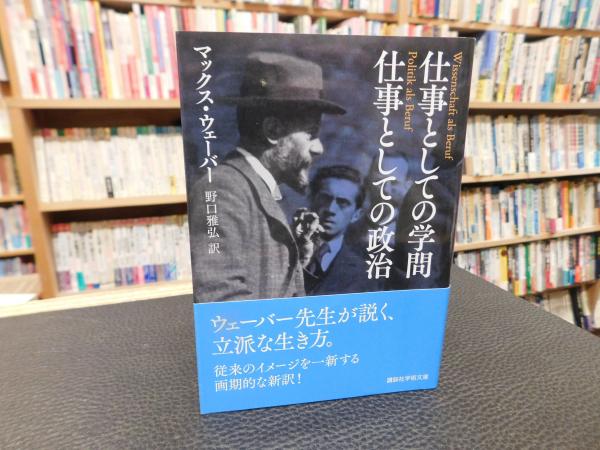 Wissenschaft als Beruf
仕事としての学問
Politik als Beruf
仕事としての政治
マックス・ウェーバー
野口雅弘 訳
ウェーバー先生が説く、
立派な生き方。
従来のイメージを一新する
画期的な新訳!
講談社学術文庫